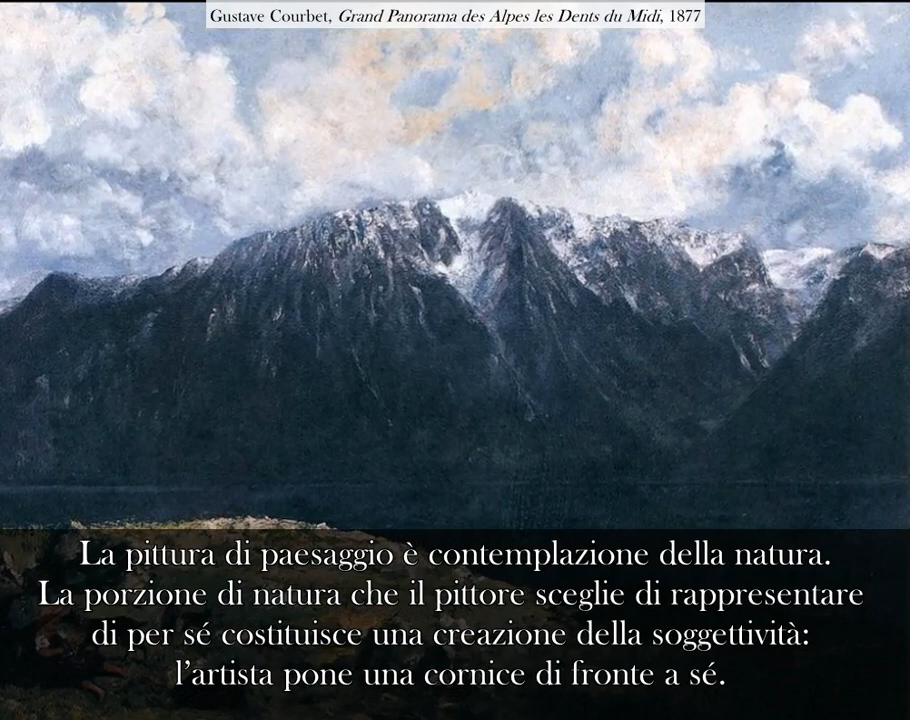 Gustave Courbet, Grand Panorama des Alpes les Dents du Midi, 1877
La pittura di paesaggio è contemplazione della natura.
La porzione di natura che il pittore sceglie di rappresentare
di per sé costituisce una creazione della soggettività:
l'artista pone una cornice di fronte a sé.